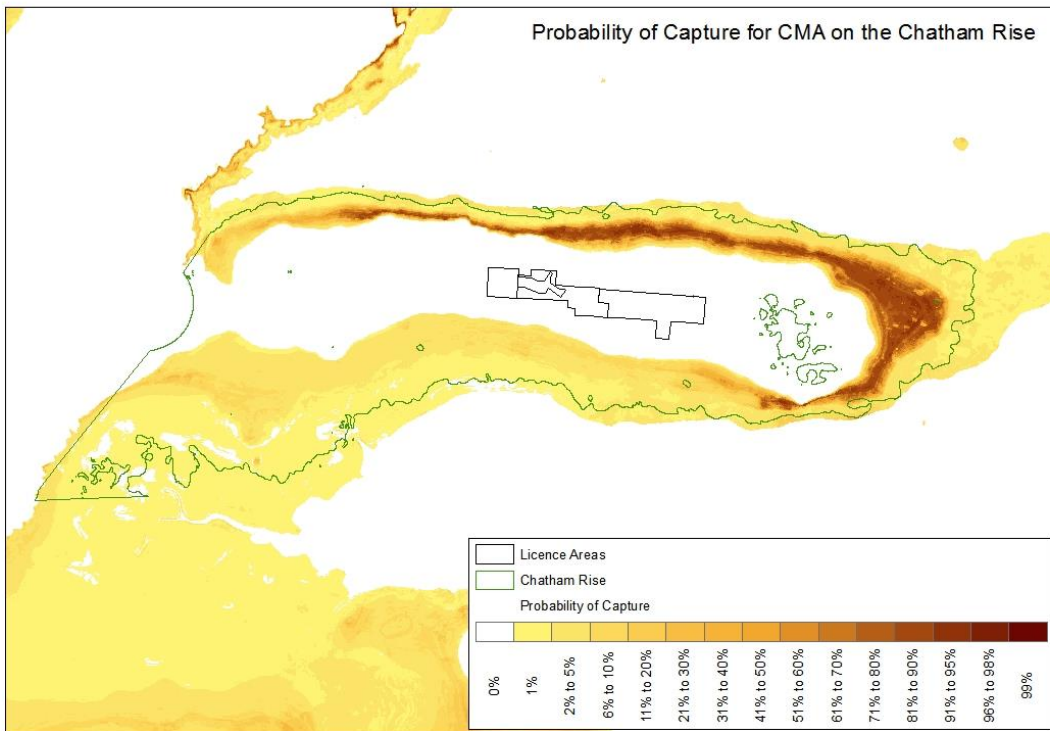 Probability of Capture for CMA on the Chatham Rise
Licence Areas
Chatham Rise
Probability of Capture
0%
1%
2% to 5%
6% to 10%
11% to 20%
21% to 30%
31% to 40%
41% to 50%
51% to 60%
61% to 70%
71% to 80%
81% to 90%
91% to 95%
96% to 98%
99%